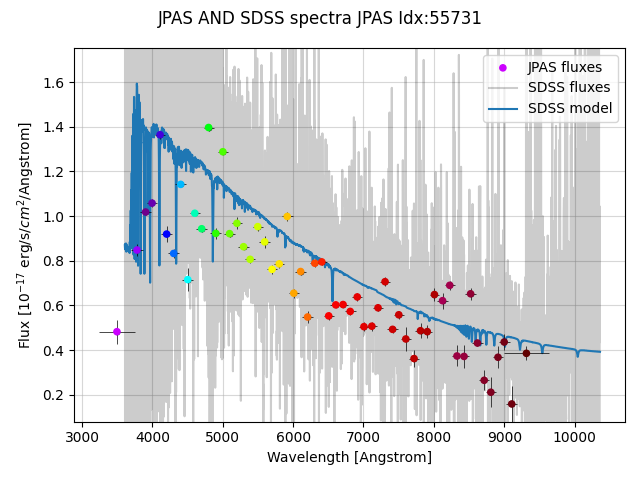 JPAS AND SDSS spectra JPAS Idx:55731
JPAS fluxes
SDSS fluxes
SDSS model
Flux [10⁻¹⁷ erg/s/cm²/Angstrom]
1.6
1.4
1.2
1.0
0.8
0.6
0.4
0.2
3000 4000 5000 6000 7000 8000 9000 10000
Wavelength [Angstrom]